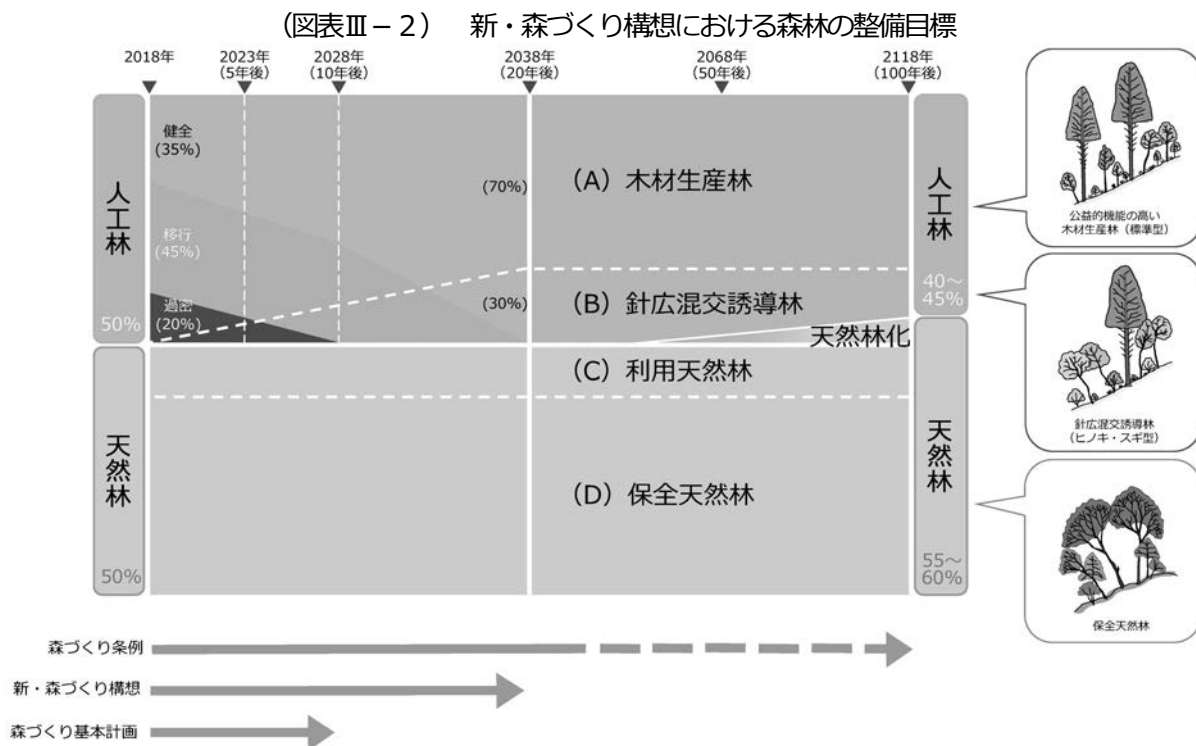 (図表Ⅲ－２) 新・森づくり構想における森林の整備目標
2018年
2023年
(5年後)
2028年
(10年後)
2038年
(20年後)
2068年
(50年後)
2118年
(100年後)
人工林
50%
健全
(35%)
移行
(45%)
過密
(20%)
(70%)
(A) 木材生産林
(30%)
(B) 針広混交誘導林
天然林化
人工林
40～
45%
天然林
50%
(C) 利用天然林
(D) 保全天然林
天然林
55～
60%
公益的機能の高い
木材生産林（標準型）
針広混交誘導林
（ヒノキ・スギ型）
保全天然林
森づくり条例
新・森づくり構想
森づくり基本計画